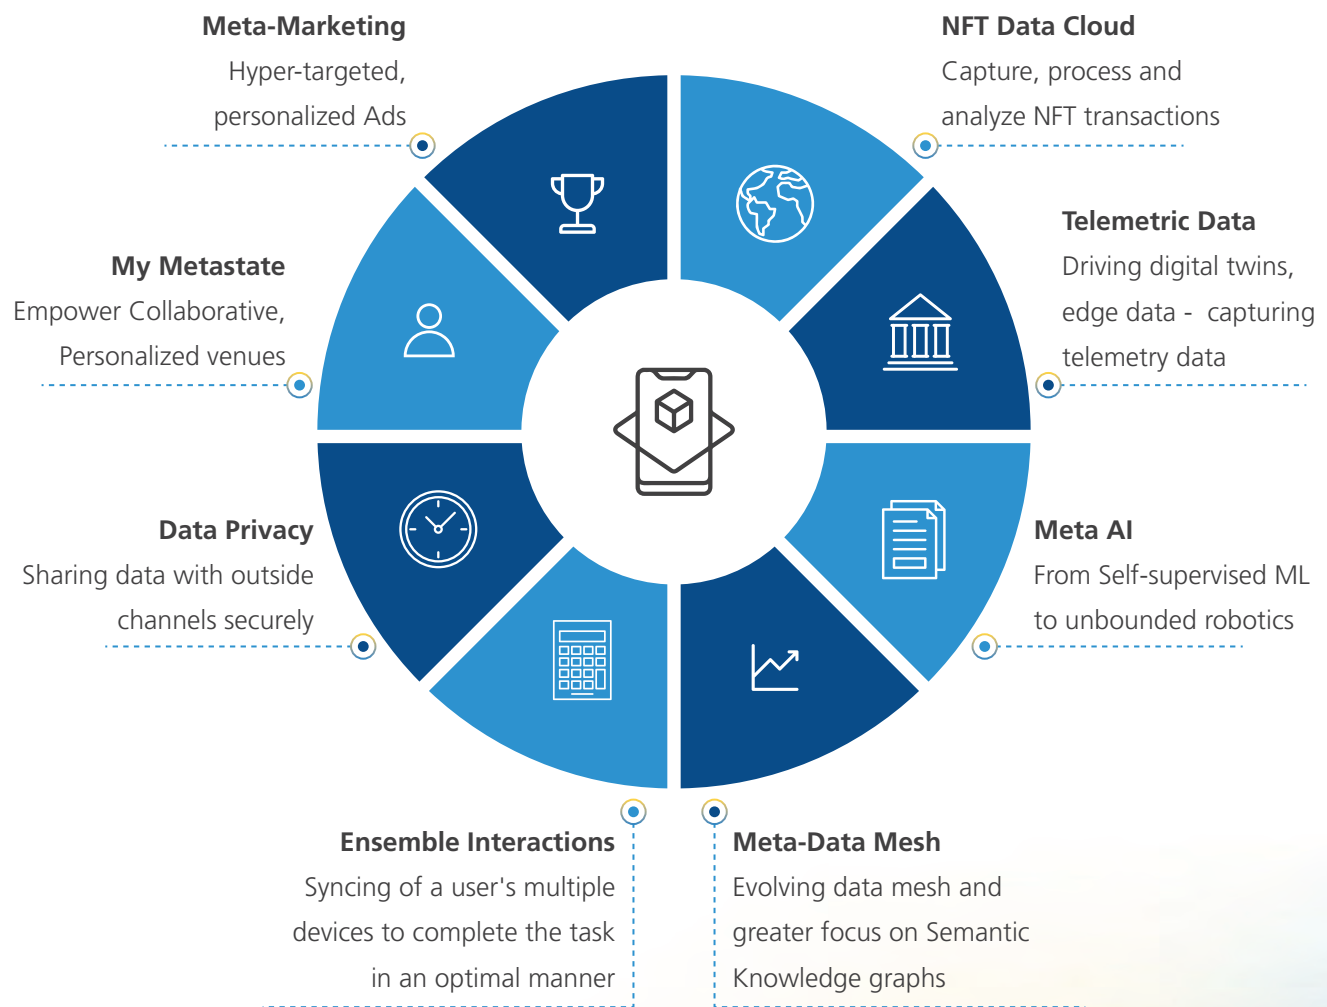 Meta-Marketing
Hyper-targeted,
personalized Ads
NFT Data Cloud
Capture, process and
analyze NFT transactions
Telemetric Data
Driving digital twins,
edge data - capturing
telemetry data
My Metastate
Empower Collaborative,
Personalized venues
Data Privacy
Sharing data with outside
channels securely
Meta AI
From Self-supervised ML
to unbounded robotics
Ensemble Interactions
Syncing of a user's multiple
devices to complete the task
in an optimal manner
Meta-Data Mesh
Evolving data mesh and
greater focus on Semantic
Knowledge graphs